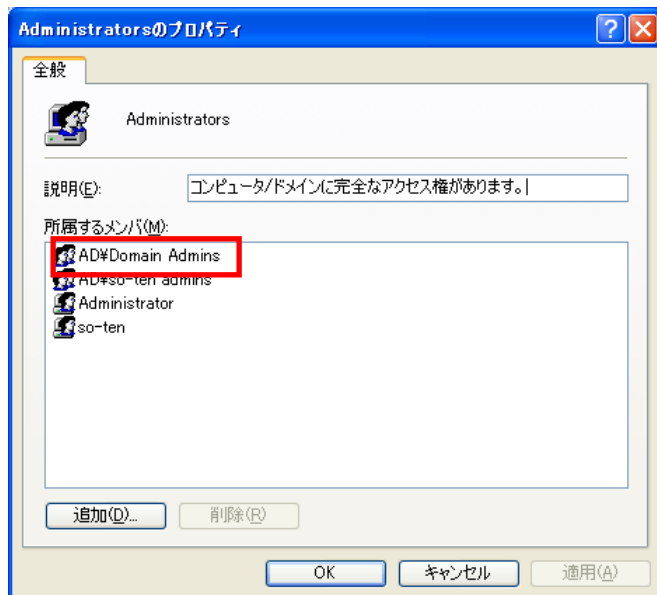 Administratorsのプロパティ
全般
Administrators
説明(E):
コンピュータ/ドメインに完全なアクセス権があります。
所属するメンバ(M):
AD¥Domain Admins
AD¥so-ten admins
Administrator
so-ten
追加(D)...
削除(R)
OK
キャンセル
適用(A)